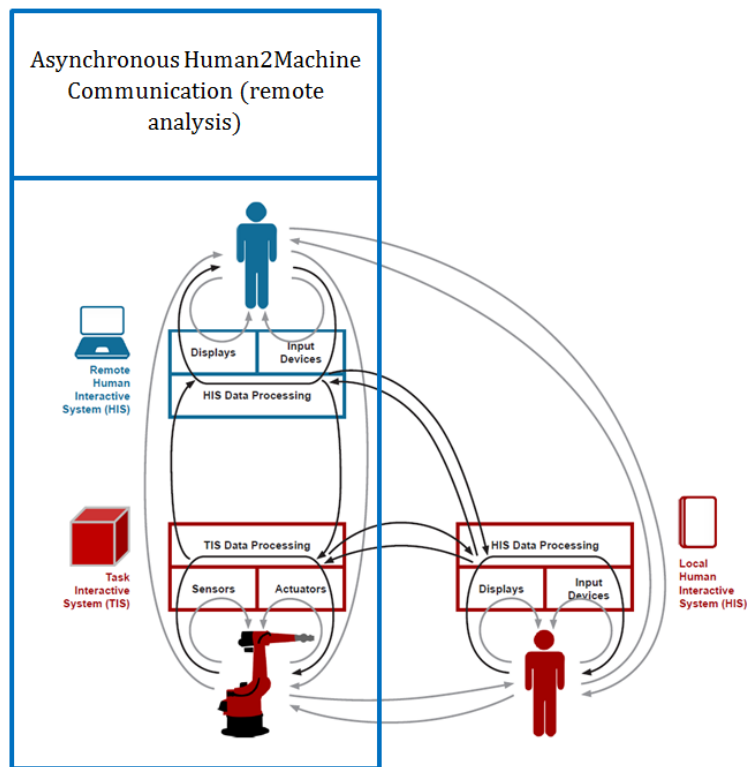 Asynchronous Human2Machine
Communication (remote
analysis)
Displays
Input
Devices
HIS Data Processing
Remote
Human
Interactive
System (HIS)
TIS Data Processing
Sensors
Actuators
Task
Interactive
System (TIS)
HIS Data Processing
Displays
Input
Devices
Local
Human
Interactive
System (HIS)